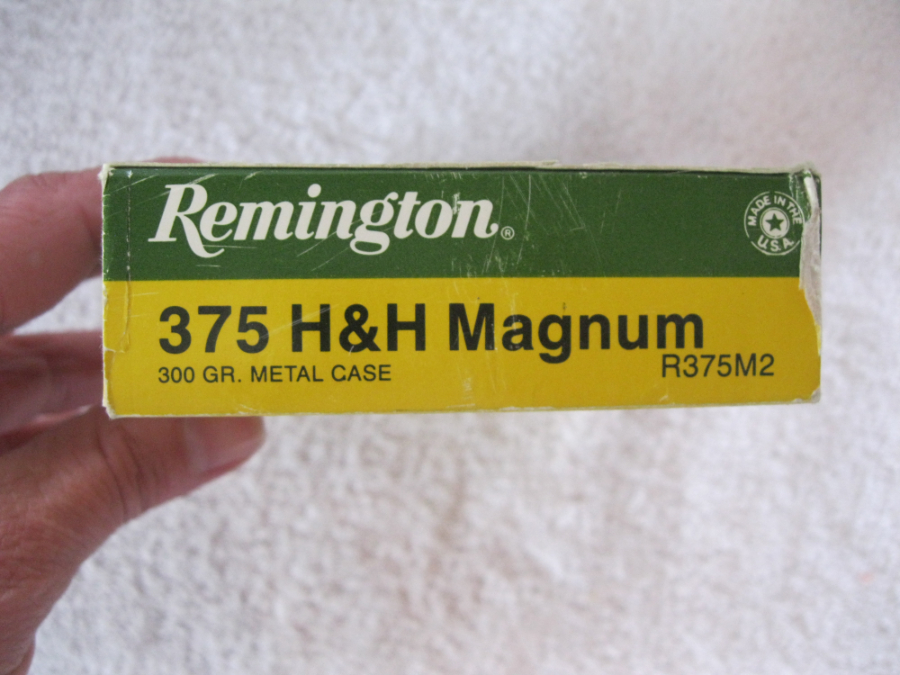 Remington®
MADE IN THE
U.S.A.
375 H&H Magnum
300 GR. METAL CASE
R375M2